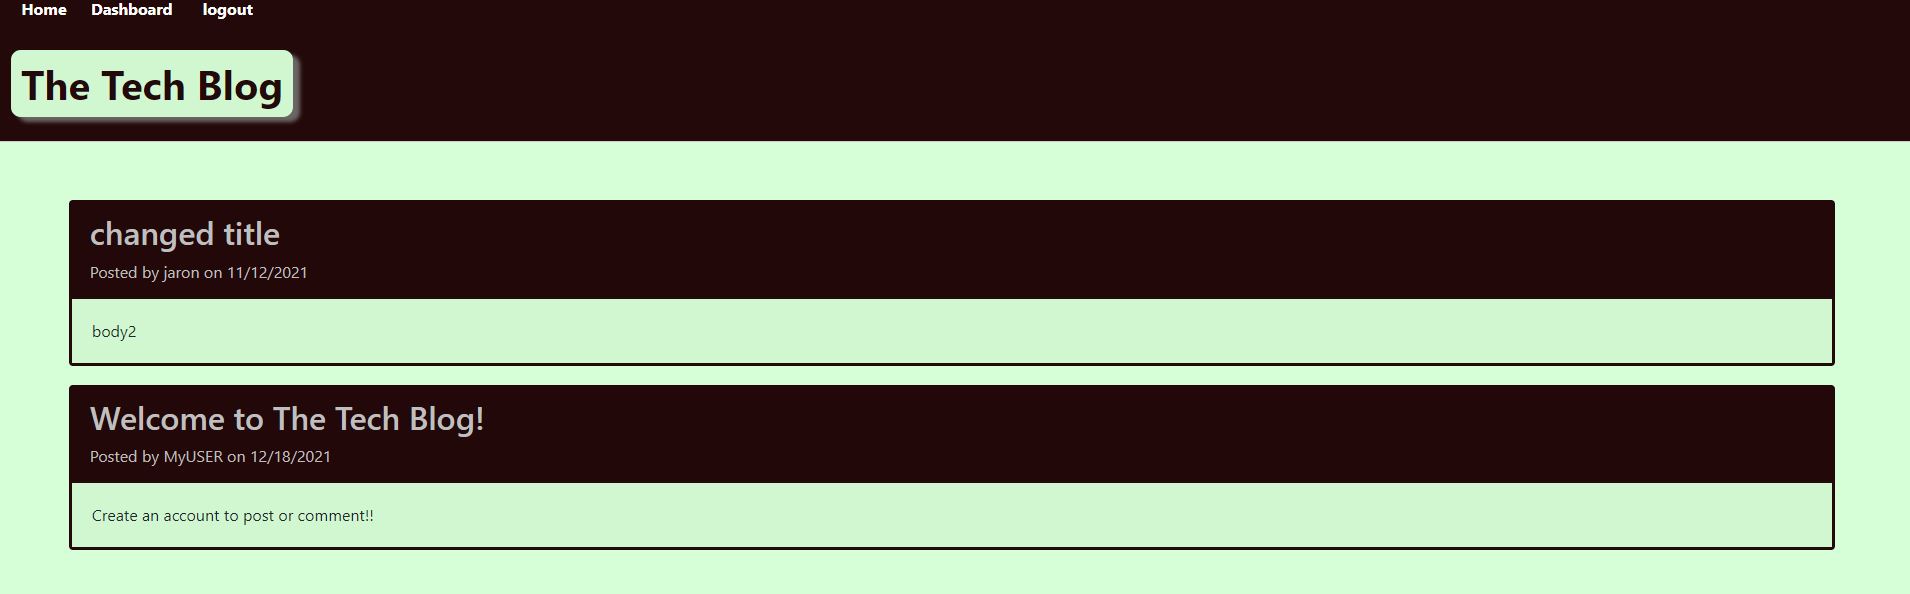 Home Dashboard logout
The Tech Blog
changed title
Posted by jaron on 11/12/2021
body2
Welcome to The Tech Blog!
Posted by MyUSER on 12/18/2021
Create an account to post or comment!!